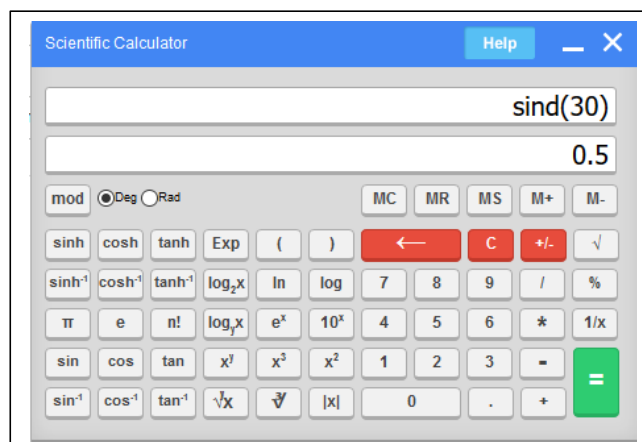 Scientific Calculator Help
sind(30)
0.5
mod Deg Rad MC MR MS M+ M-
sinh cosh tanh Exp ( ) ← C +/- √
sinh⁻¹ cosh⁻¹ tanh⁻¹ log₂x ln log 7 8 9 / %
π e n! logᵧx eˣ 10ˣ 4 5 6 * 1/x
sin cos tan xʸ x³ x² 1 2 3 - =
sin⁻¹ cos⁻¹ tan⁻¹ ʸ√x ∛ |x| 0 . +